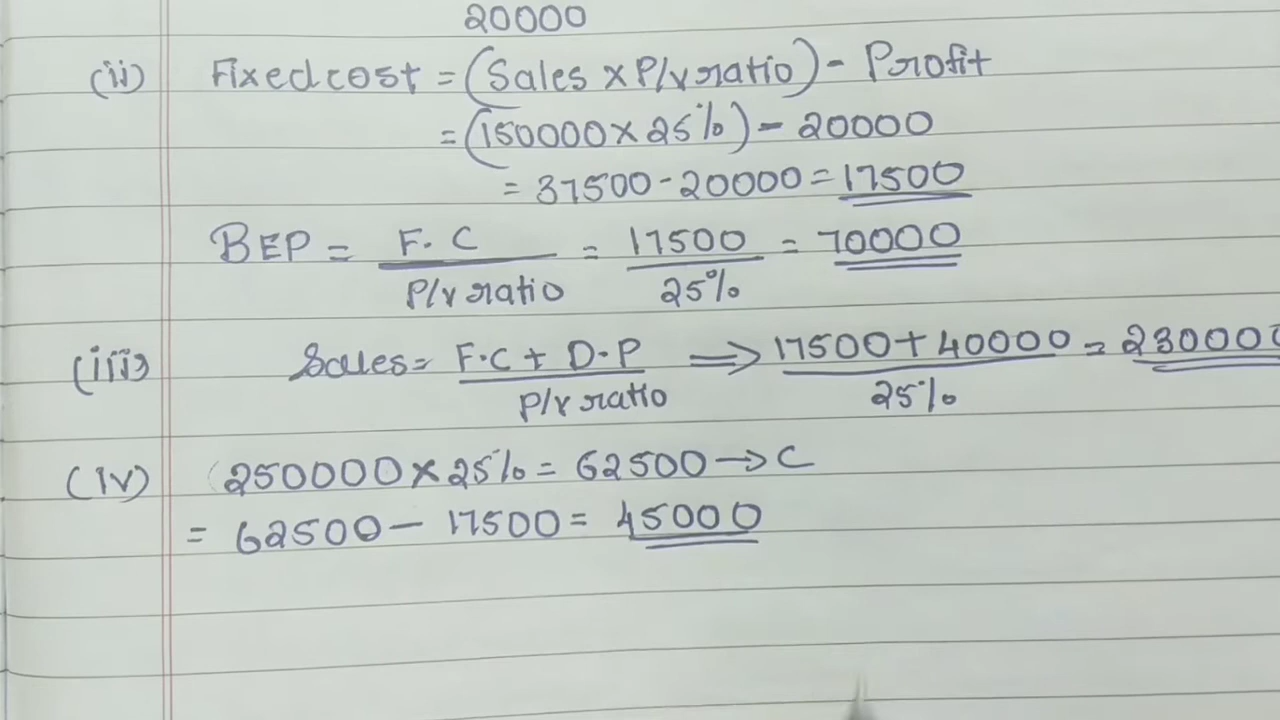 20000
(ii) Fixed cost = (Sales × P/V ratio) - Profit
= (150000 × 25%) - 20000
= 37500 - 20000 = 17500
BEP = F.C / P/V ratio = 17500 / 25% = 70000
(iii) Sales = F.C + D.P / P/V ratio ⇒ 17500 + 40000 / 25% = 230000
(iv) 250000 × 25% = 62500 → C
= 62500 - 17500 = 45000